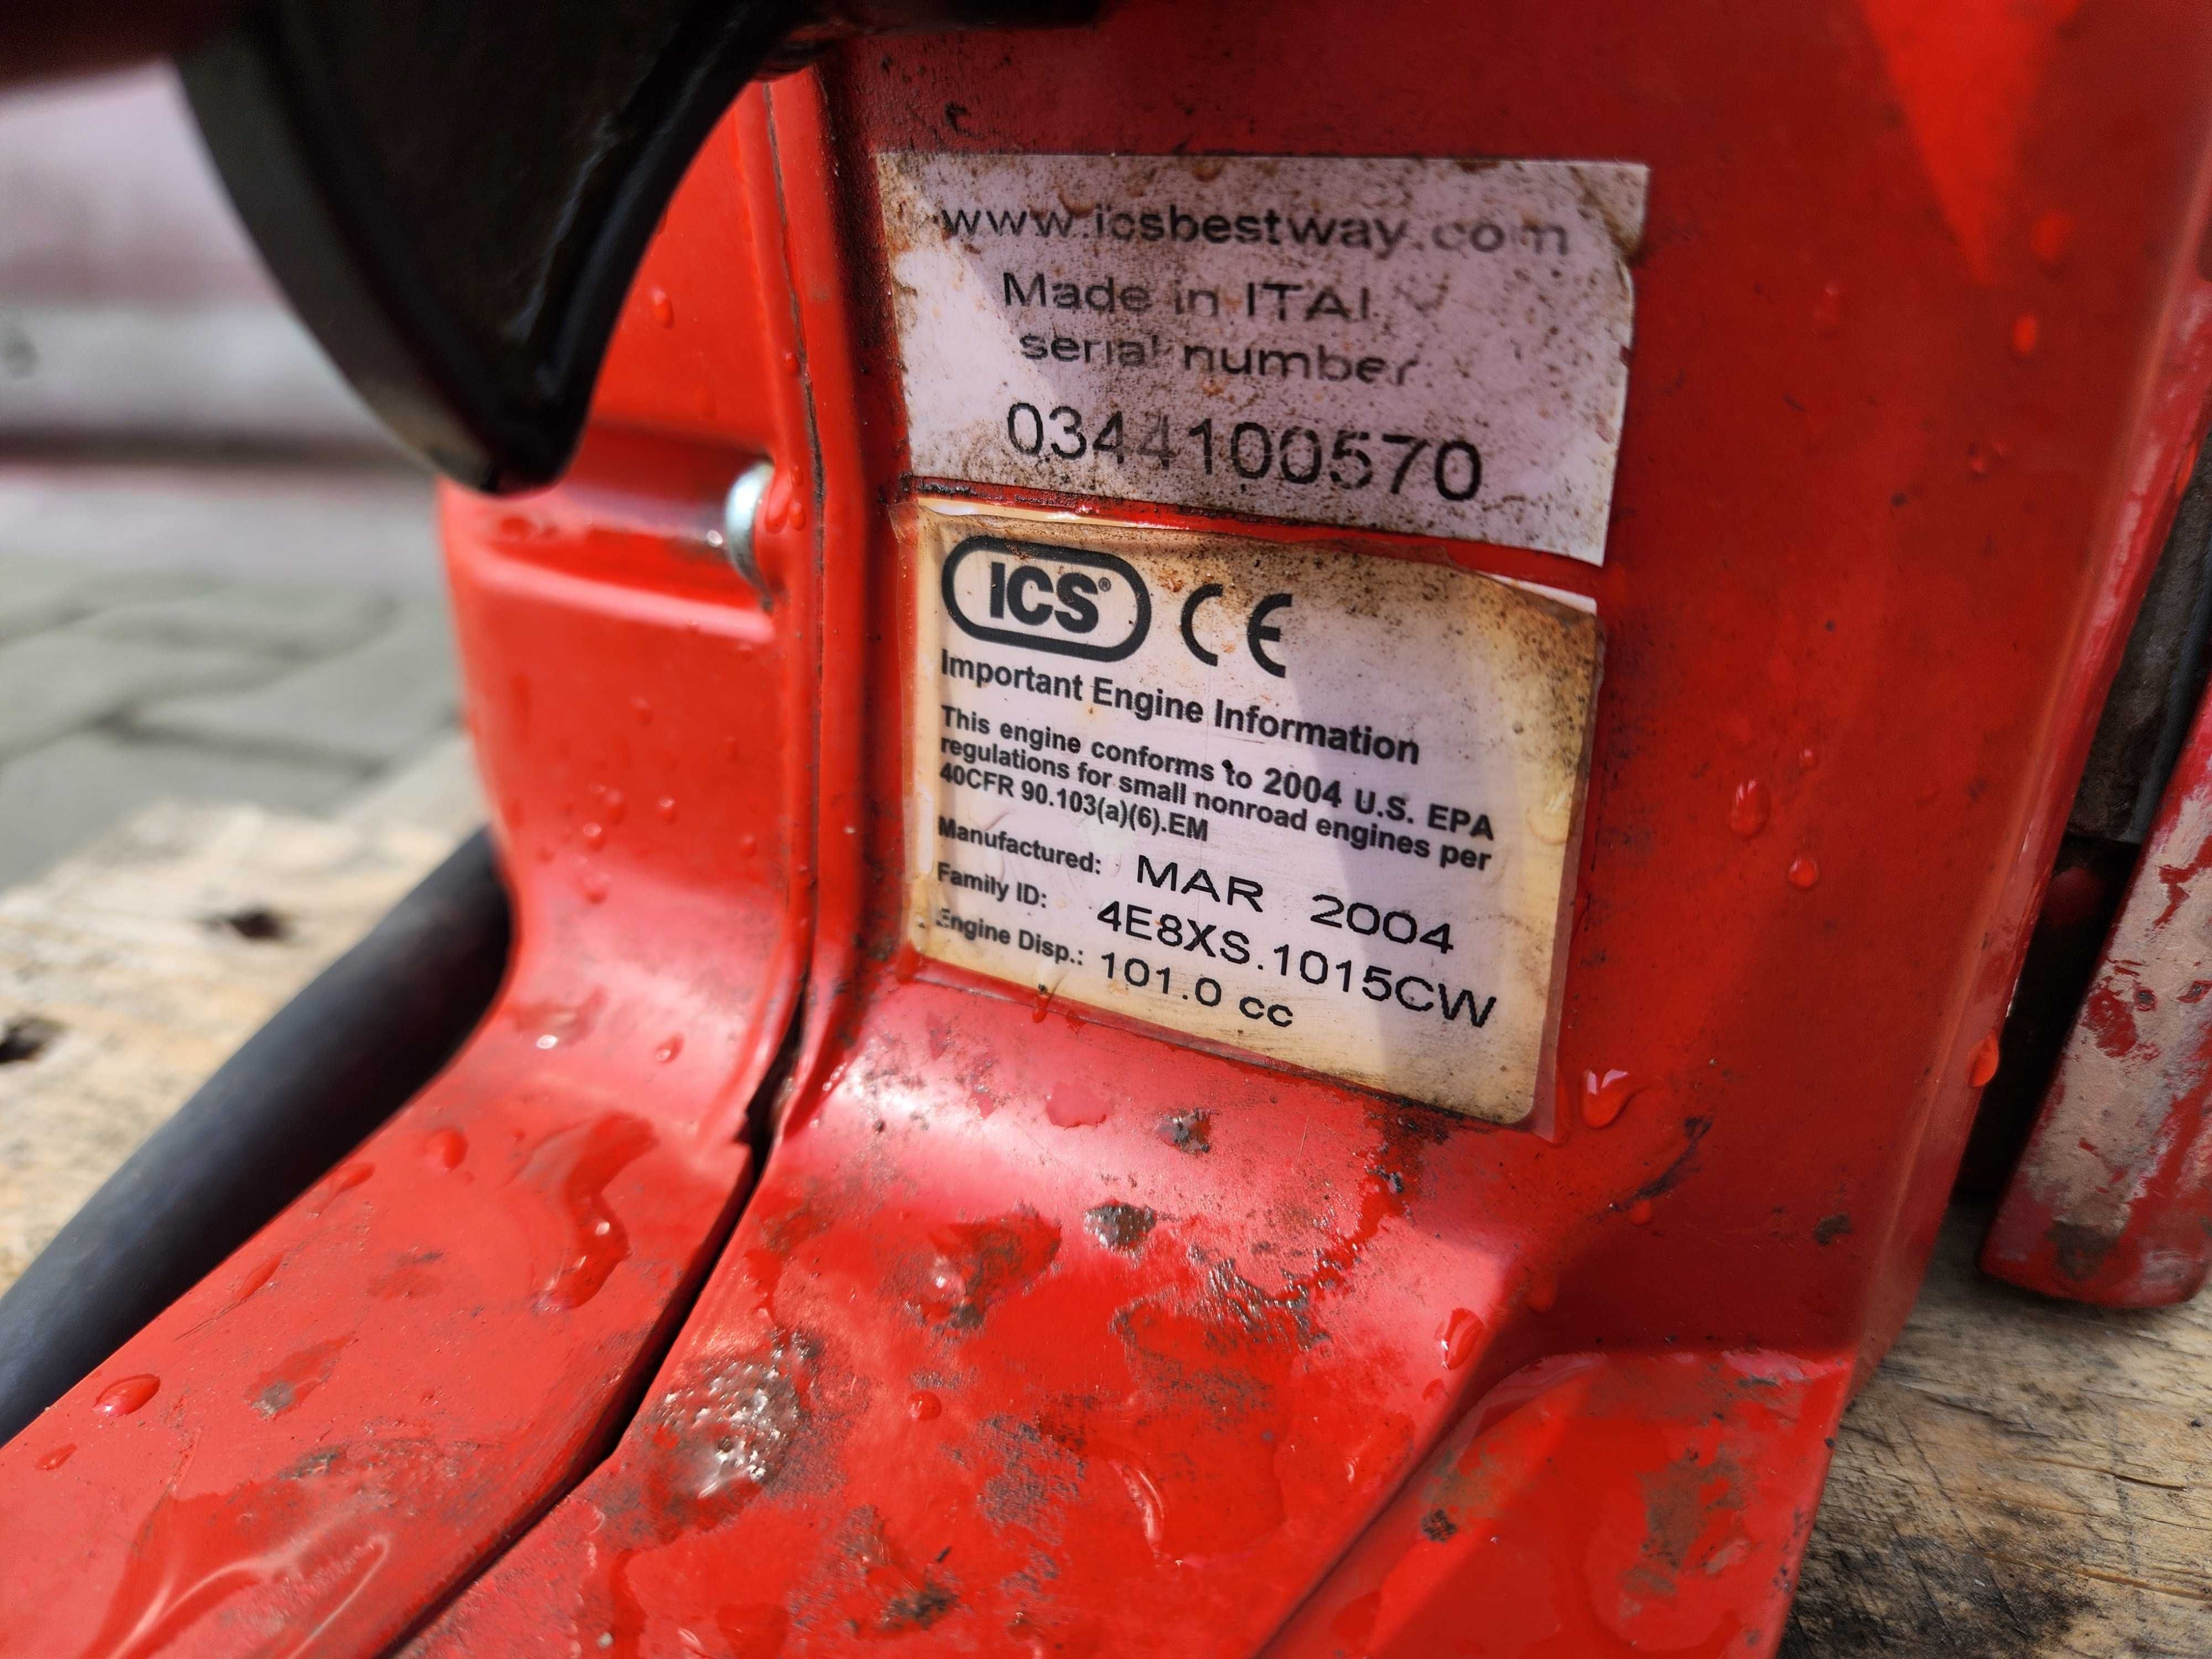 www.icsbestway.com
Made in ITAL
serial number
0344100570
ICS® CE
Important Engine Information
This engine conforms to 2004 U.S. EPA
regulations for small nonroad engines per
40CFR 90.103(a)(6).EM
Manufactured: MAR 2004
Family ID: 4E8XS.1015CW
Engine Disp.: 101.0 cc